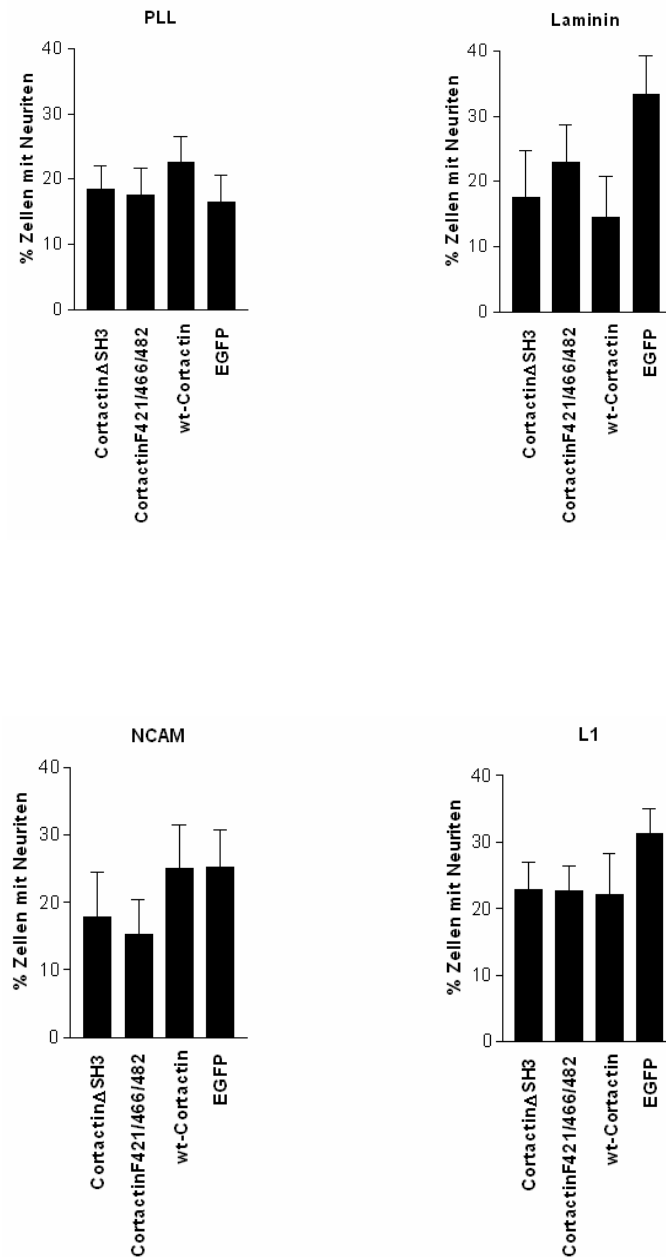 PLL
40
30
20
10
0
% Zellen mit Neuriten
CortactinΔSH3
CortactinF421/466/482
wt-Cortactin
EGFP
Laminin
40
30
20
10
0
% Zellen mit Neuriten
CortactinΔSH3
CortactinF421/466/482
wt-Cortactin
EGFP
NCAM
40
30
20
10
0
% Zellen mit Neuriten
CortactinΔSH3
CortactinF421/466/482
wt-Cortactin
EGFP
L1
40
30
20
10
0
% Zellen mit Neuriten
CortactinΔSH3
CortactinF421/466/482
wt-Cortactin
EGFP